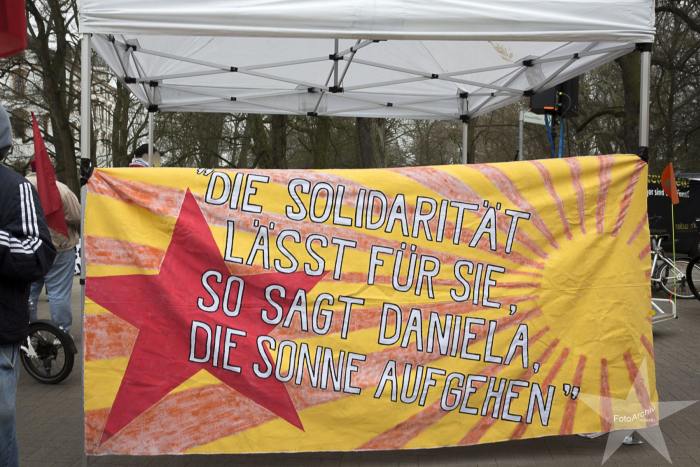 "DIE SOLIDARITÄT
LÄSST FÜR SIE,
SO SAGT DANIELA,
DIE SONNE AUFGEHEN"
FotoArchiv